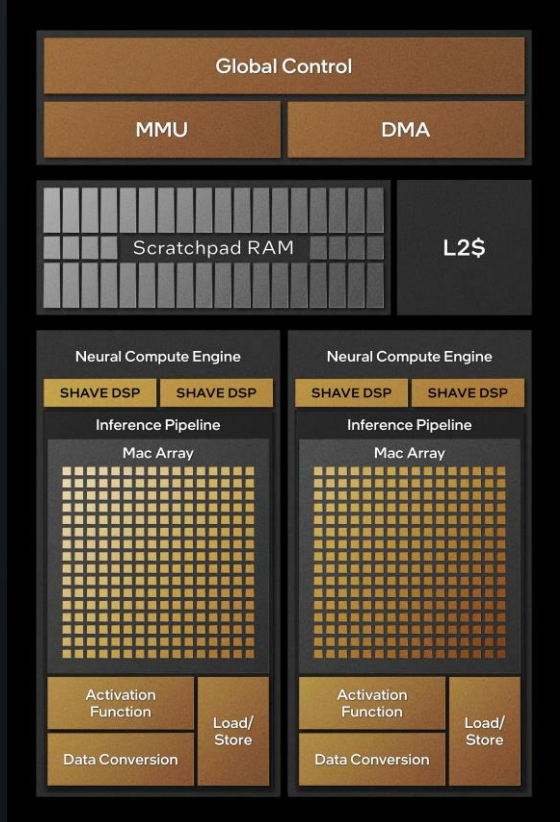 Global Control
MMU
DMA
Scratchpad RAM
L2$
Neural Compute Engine
SHAVE DSP
SHAVE DSP
Inference Pipeline
Mac Array
Activation
Function
Data Conversion
Load/
Store
Neural Compute Engine
SHAVE DSP
SHAVE DSP
Inference Pipeline
Mac Array
Activation
Function
Data Conversion
Load/
Store